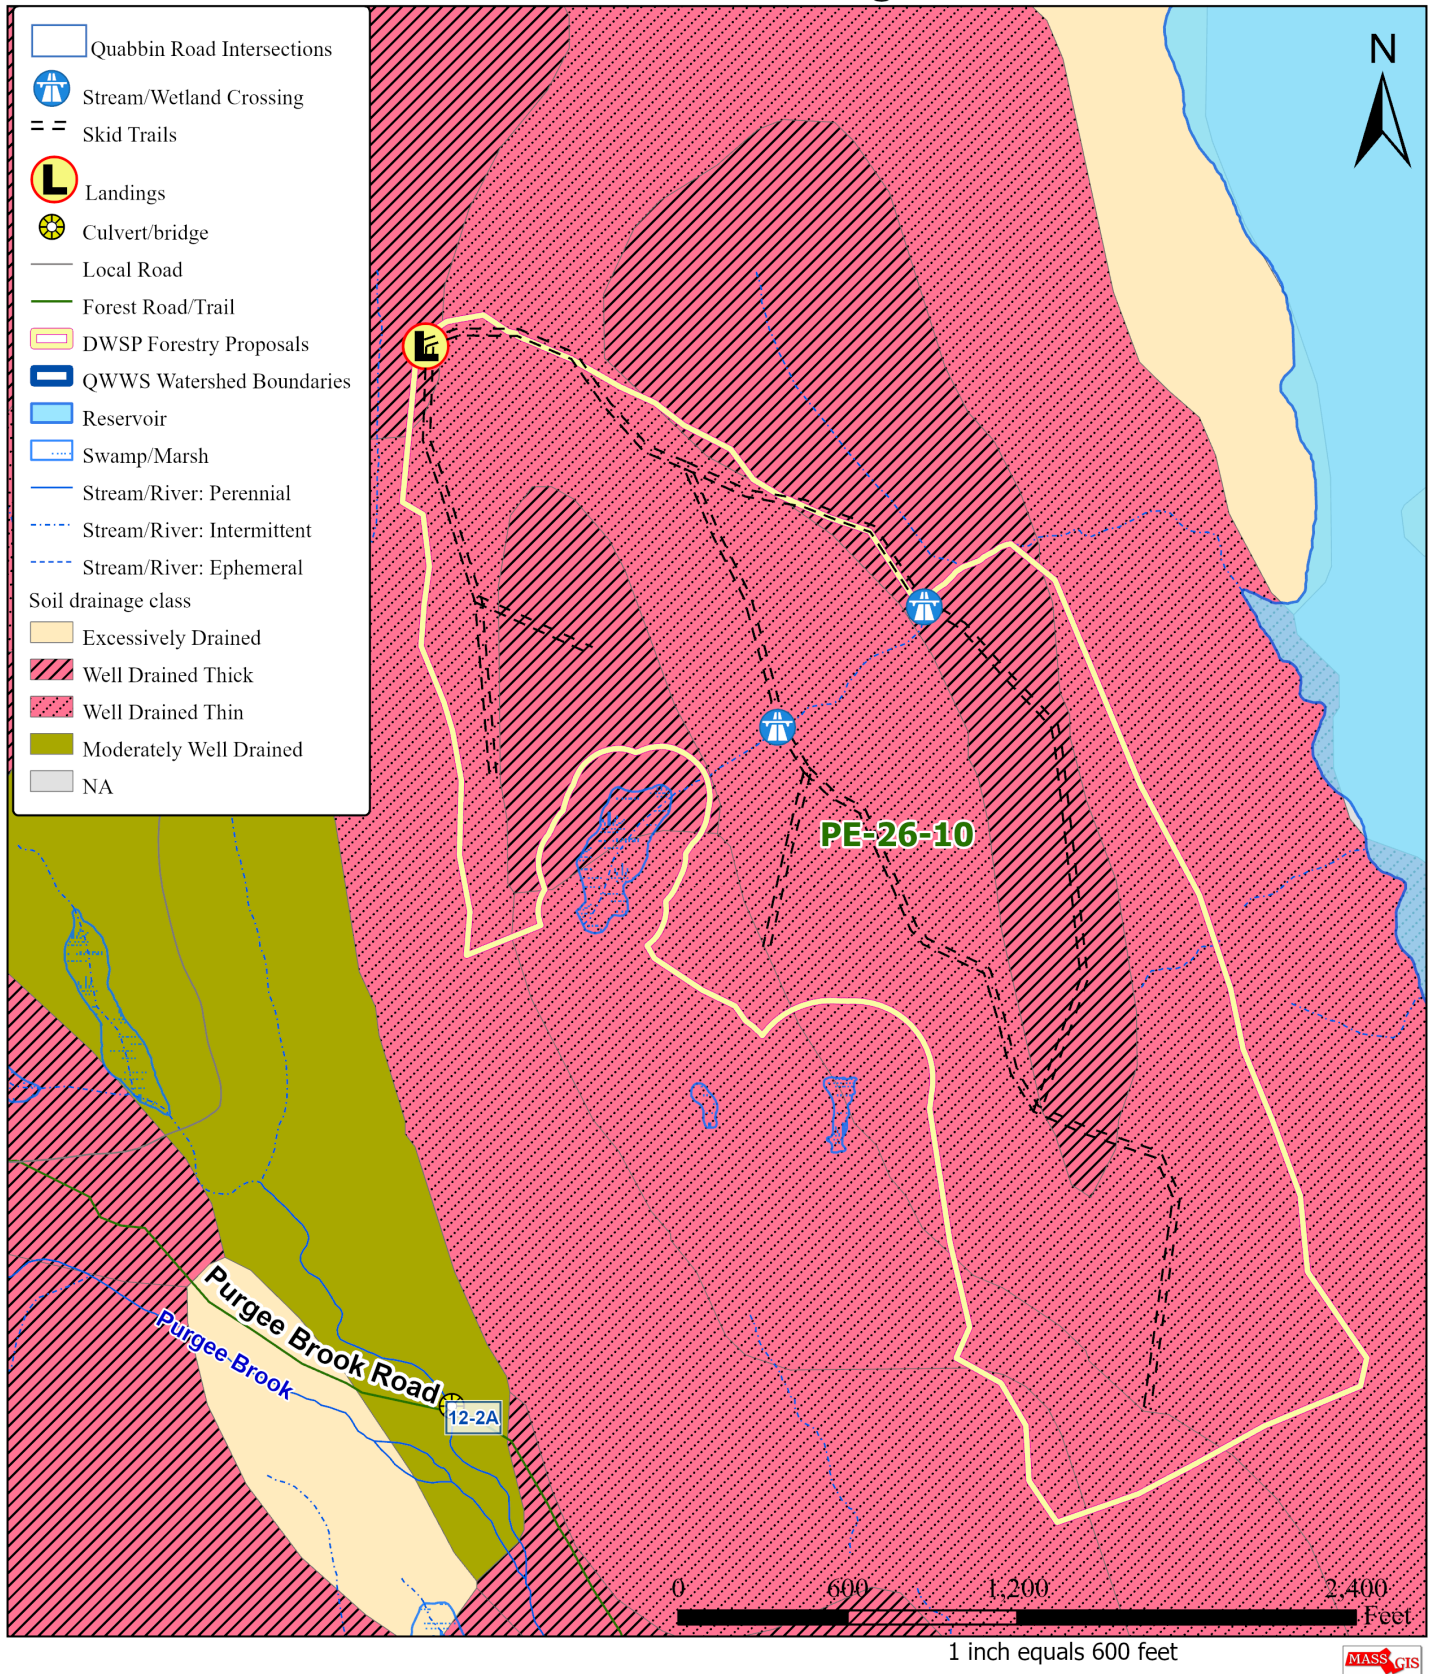 Quabbin Road Intersections
Stream/Wetland Crossing
Skid Trails
L
Landings
Culvert/bridge
Local Road
Forest Road/Trail
DWSP Forestry Proposals
QWWS Watershed Boundaries
Reservoir
Swamp/Marsh
Stream/River: Perennial
Stream/River: Intermittent
Stream/River: Ephemeral
Soil drainage class
Excessively Drained
Well Drained Thick
Well Drained Thin
Moderately Well Drained
NA
N
L
PE-26-10
Purgee Brook Road
Purgee Brook
12-2A
0 600 1,200 2,400
Feet
1 inch equals 600 feet
MASS GIS